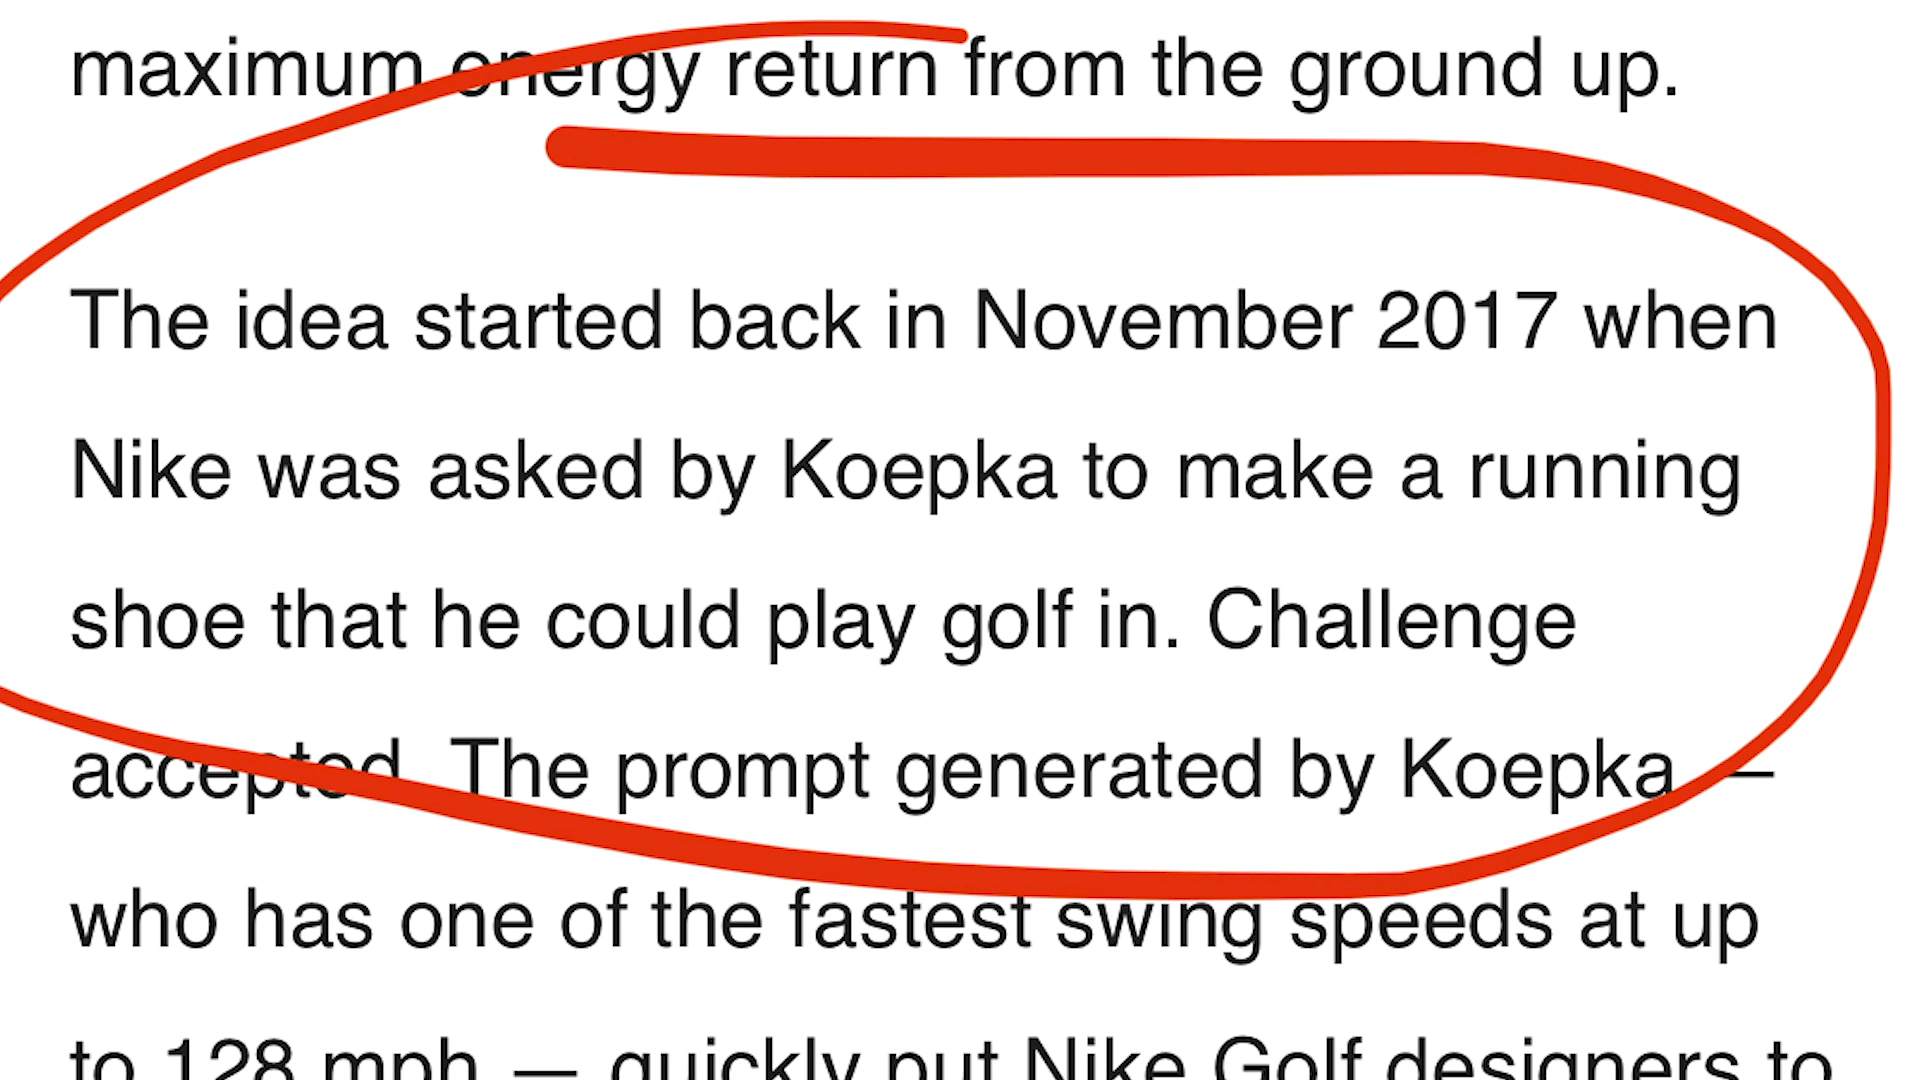 maximum energy return from the ground up.
The idea started back in November 2017 when
Nike was asked by Koepka to make a running
shoe that he could play golf in. Challenge
accepted. The prompt generated by Koepka —
who has one of the fastest swing speeds at up
to 128 mph — quickly put Nike Golf designers to